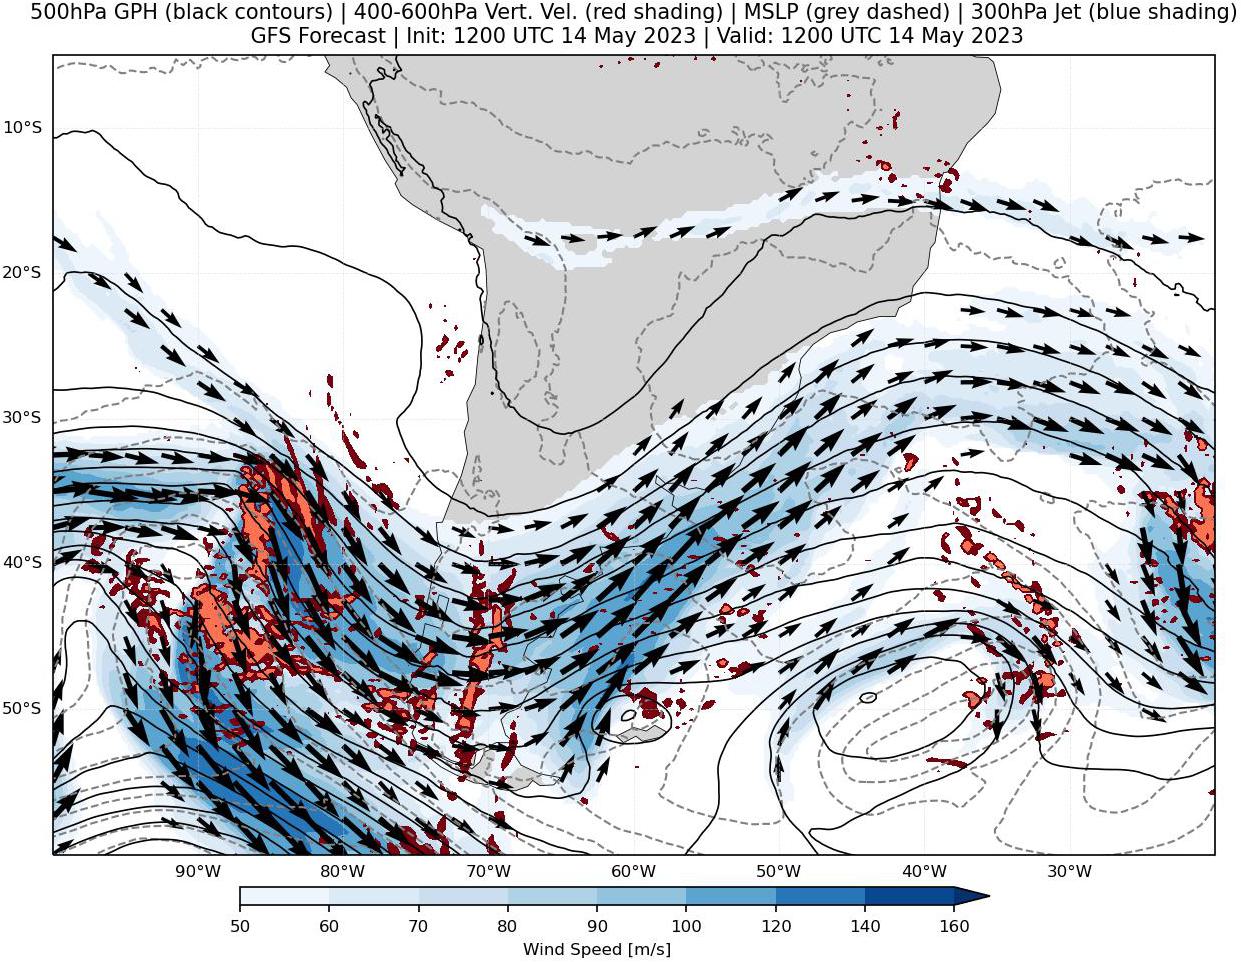 500hPa GPH (black contours) | 400-600hPa Vert. Vel. (red shading) | MSLP (grey dashed) | 300hPa Jet (blue shading)
GFS Forecast | Init: 1200 UTC 14 May 2023 | Valid: 1200 UTC 14 May 2023
10°S
20°S
30°S
40°S
50°S
90°W 80°W 70°W 60°W 50°W 40°W 30°W
50 60 70 80 90 100 120 140 160
Wind Speed [m/s]